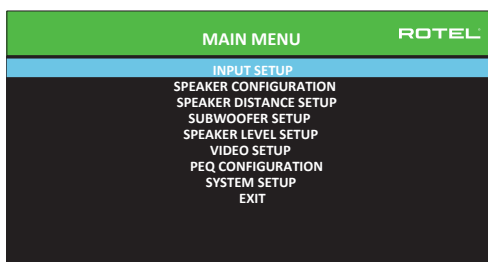 MAIN MENU
ROTEL
INPUT SETUP
SPEAKER CONFIGURATION
SPEAKER DISTANCE SETUP
SUBWOOFER SETUP
SPEAKER LEVEL SETUP
VIDEO SETUP
PEQ CONFIGURATION
SYSTEM SETUP
EXIT